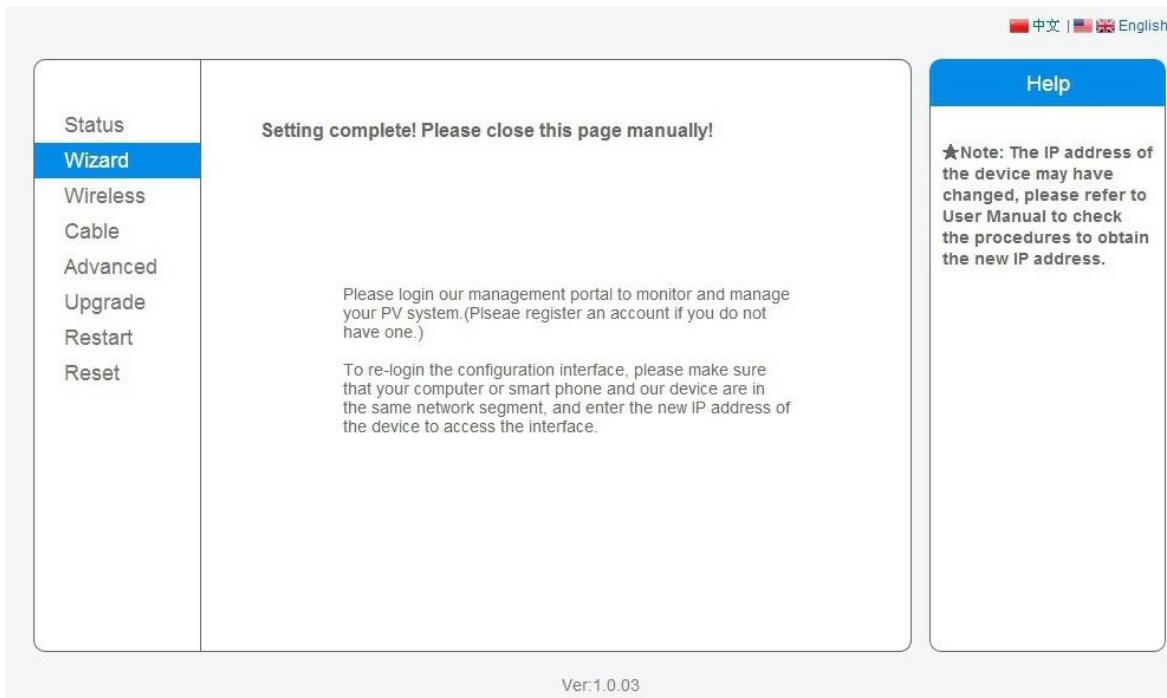 中文 | English
Help
Status
Wizard
Wireless
Cable
Advanced
Upgrade
Restart
Reset
Setting complete! Please close this page manually!
Please login our management portal to monitor and manage
your PV system.(Plseae register an account if you do not
have one.)
To re-login the configuration interface, please make sure
that your computer or smart phone and our device are in
the same network segment, and enter the new IP address of
the device to access the interface.
★Note: The IP address of
the device may have
changed, please refer to
User Manual to check
the procedures to obtain
the new IP address.
Ver:1.0.03